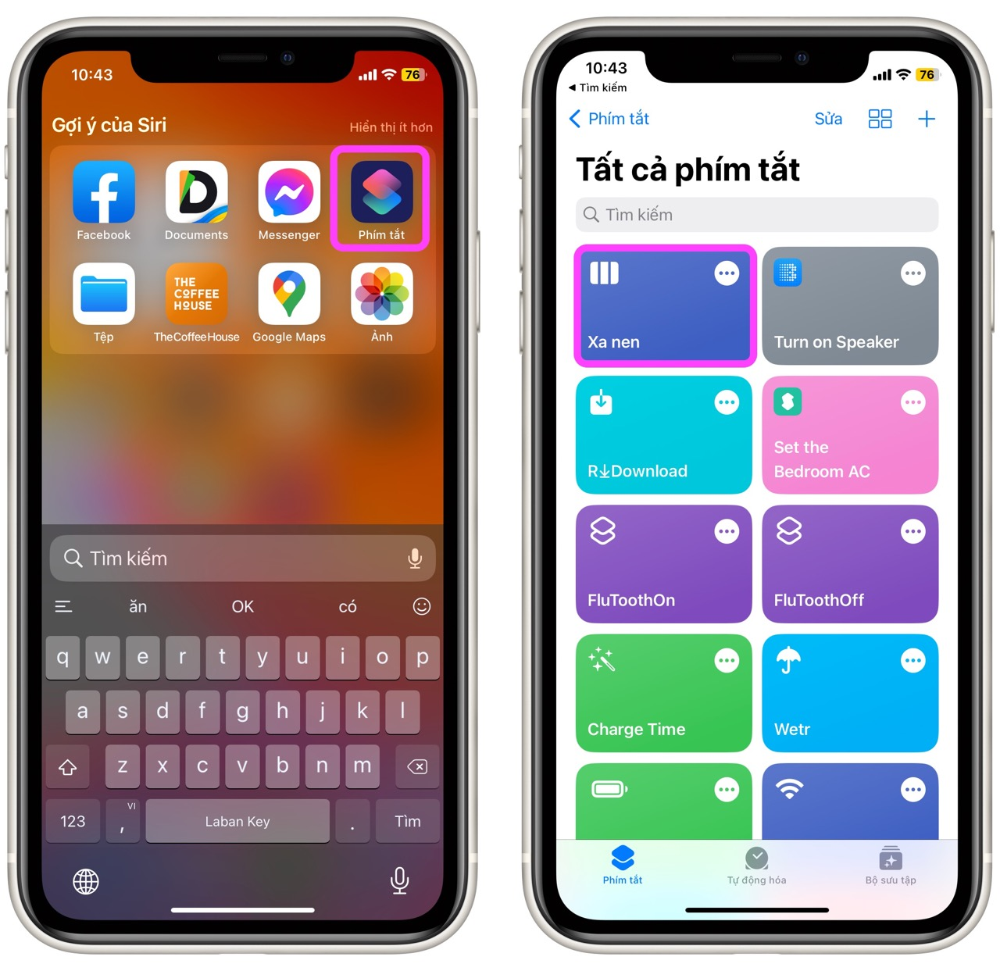 10:43
76
Gợi ý của Siri
Hiển thị ít hơn
Facebook
Documents
Messenger
Phím tắt
THE
COFFEE
HOUSE
Tệp
TheCoffeeHouse
Google Maps
Ảnh
Tìm kiếm
ăn
OK
có
q w e r t y u i o p
a s d f g h j k l
z x c v b n m
123
VI
,
Laban Key
.
Tìm
10:43
76
Tìm kiếm
Phím tắt
Sửa
Tất cả phím tắt
Tìm kiếm
Xa nen
Turn on Speaker
R↓Download
Set the
Bedroom AC
FluToothOn
FluToothOff
Charge Time
Wetr
Phím tắt
Tự động hóa
Bộ sưu tập